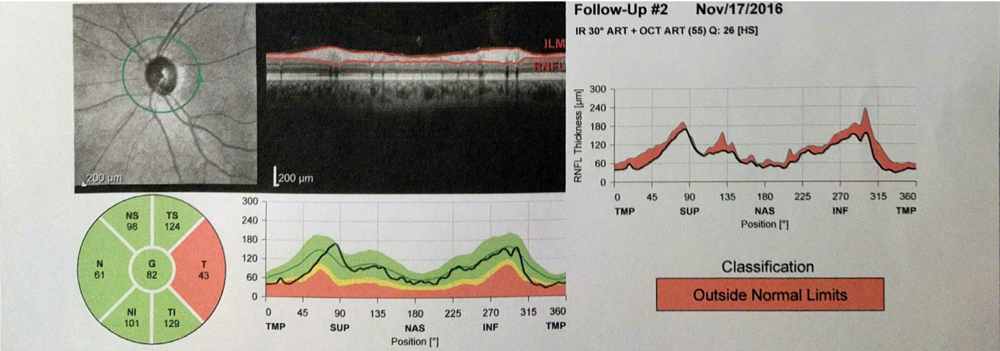 Follow-Up #2 Nov/17/2016
IR 30° ART + OCT ART (55) Q: 26 [HS]
200 µm
ILM
RNFL
200 µm
NS
98
TS
124
N
61
G
82
T
43
NI
101
TI
129
300
240
180
120
60
0
0 45 90 135 180 225 270 315 360
TMP SUP NAS INF TMP
Position [°]
RNFL Thickness [µm]
300
240
180
120
60
0
0 45 90 135 180 225 270 315 360
TMP SUP NAS INF TMP
Position [°]
Classification
Outside Normal Limits